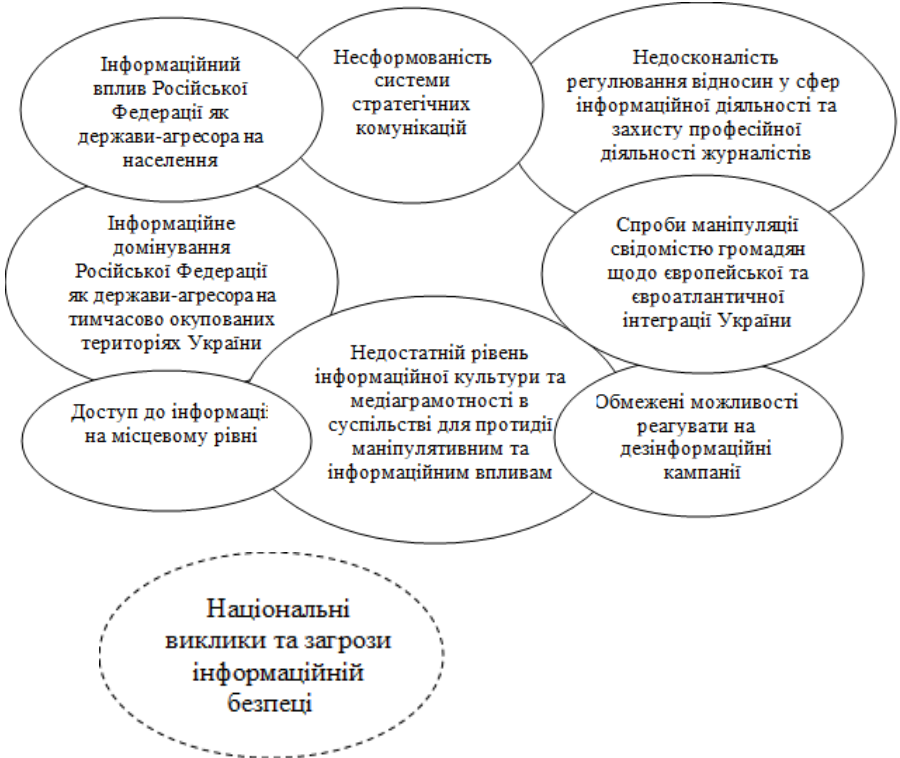 Інформаційний
вплив Російської
Федерації як
держави-агресора на
населення
Несформованість
системи
стратегічних
комунікацій
Недосконалість
регулювання відносин у сфер
інформаційної діяльності та
захисту професійної
діяльності журналістів
Інформаційне
домінування
Російської Федерації
як держави-агресора на
тимчасово окупованих
територіях України
Спроби маніпуляції
свідомістю громадян
щодо європейської та
євроатлантичної
інтеграції України
Недостатній рівень
інформаційної культури та
медіаграмотності в
суспільстві для протидії
маніпулятивним та
інформаційним впливам
Доступ до інформації
на місцевому рівні
Обмежені можливості
реагувати на
дезінформаційні
кампанії
Національні
виклики та загрози
інформаційній
безпеці